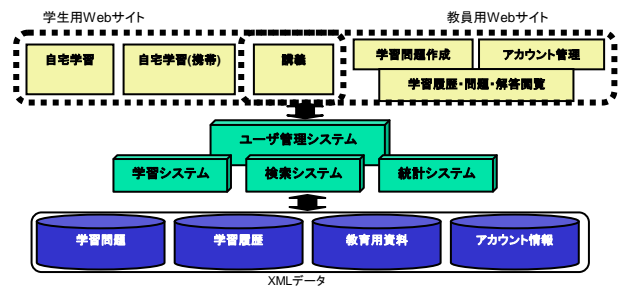 学生用Webサイト
教員用Webサイト
自宅学習
自宅学習(携帯)
講義
学習問題作成
アカウント管理
学習履歴・問題・解答閲覧
ユーザ管理システム
学習システム
検索システム
統計システム
学習問題
学習履歴
教育用資料
アカウント情報
XMLデータ